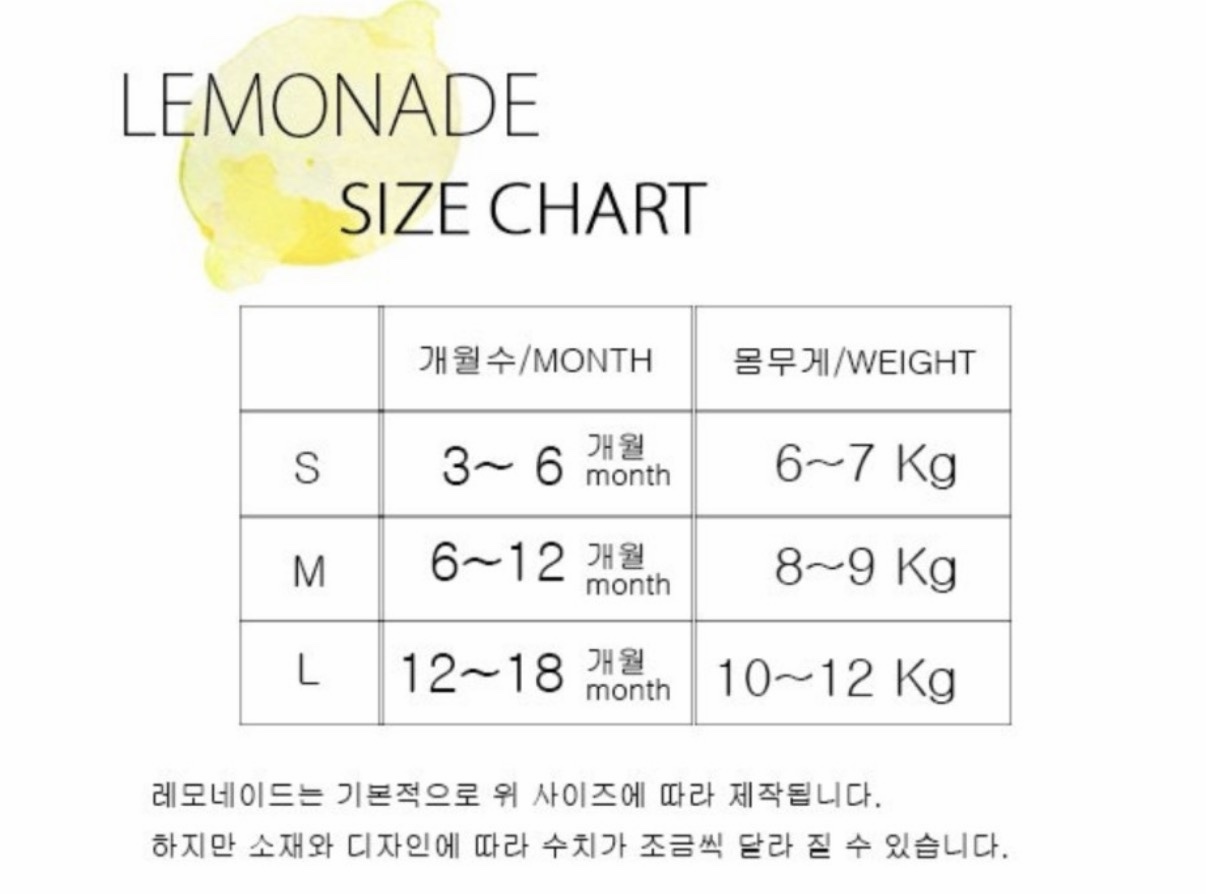 LEMONADE
SIZE CHART
개월수/MONTH 몸무게/WEIGHT
S 3~ 6 개월 month 6~7 Kg
M 6~12 개월 month 8~9 Kg
L 12~18 개월 month 10~12 Kg
레모네이드는 기본적으로 위 사이즈에 따라 제작됩니다.
하지만 소재와 디자인에 따라 수치가 조금씩 달라 질 수 있습니다.